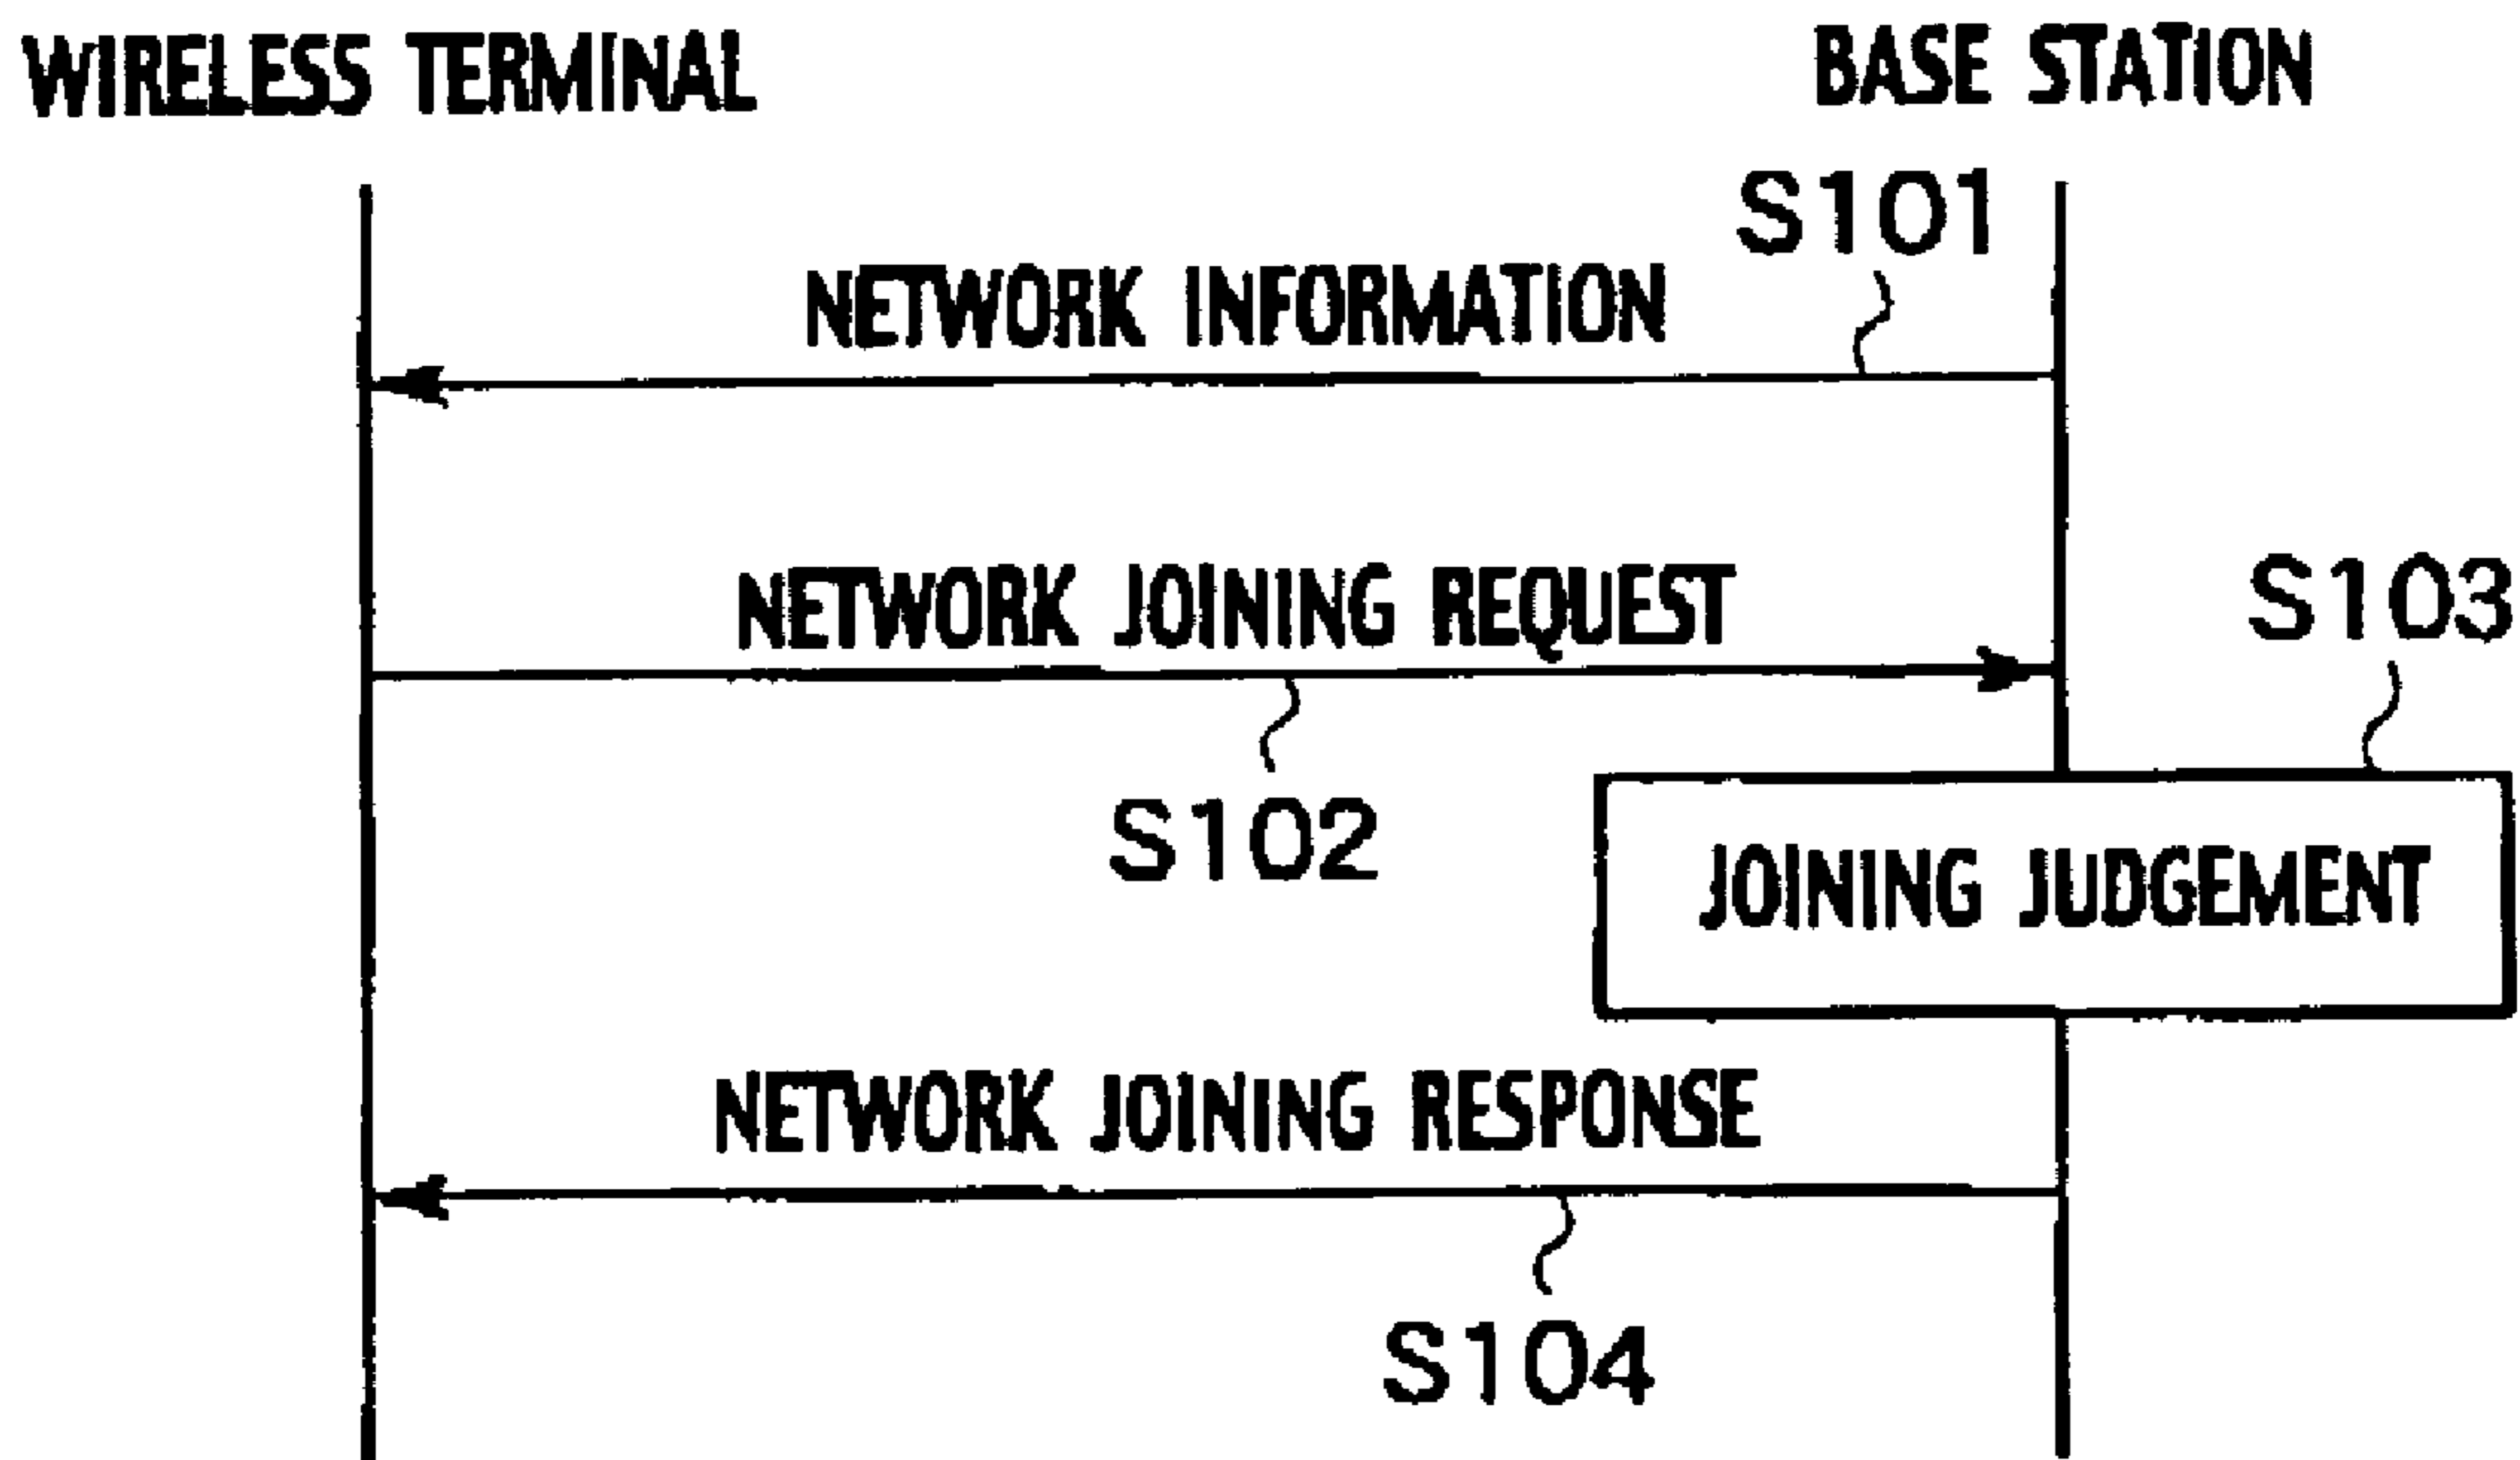 WIRELESS TERMINAL
BASE STATION
S101
NETWORK INFORMATION
NETWORK JOINING REQUEST
S103
S102
JOINING JUDGEMENT
NETWORK JOINING RESPONSE
S104